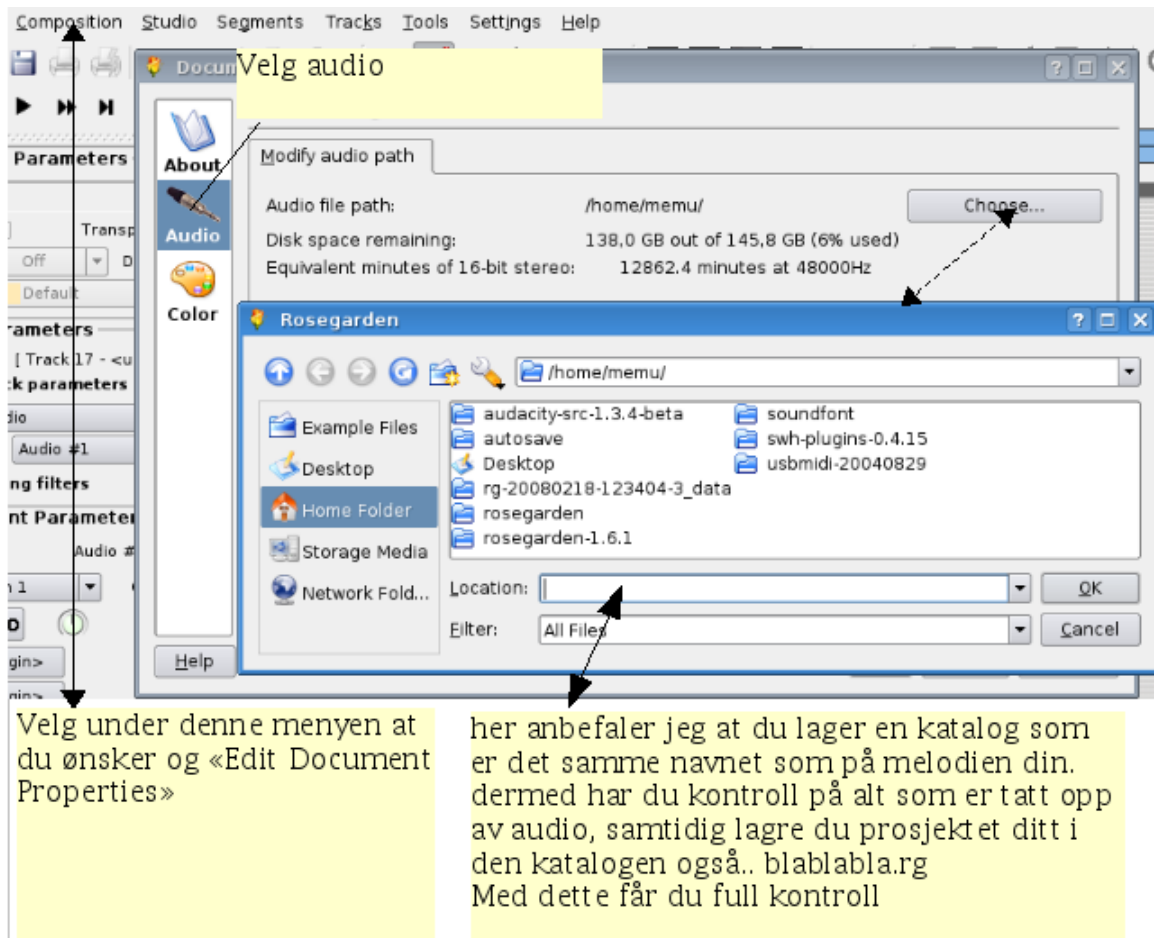 Composition Studio Segments Tracks Tools Settings Help
Velg audio
Docum
Parameters
About
Modify audio path
Audio file path: /home/memu/ Choose...
Transp
Audio
Disk space remaining: 138,0 GB out of 145,8 GB (6% used)
Off D
Equivalent minutes of 16-bit stereo: 12862.4 minutes at 48000Hz
Default
Color
Rosegarden
rameters
[ Track 17 - <u
:k parameters
/home/memu/
dio
Audio #1
ng filters
nt Parameter
Audio #
n 1
gin>
gin>
Example Files
Desktop
Home Folder
Storage Media
Network Fold...
audacity-src-1.3.4-beta
autosave
Desktop
rg-20080218-123404-3_data
rosegarden
rosegarden-1.6.1
soundfont
swh-plugins-0.4.15
usbmidi-20040829
Location: OK
Filter: All Files Cancel
Help
Velg under denne menyen at
du ønsker og «Edit Document
Properties»
her anbefaler jeg at du lager en katalog som
er det samme navnet som på melodien din.
dermed har du kontroll på alt som er tatt opp
av audio, samtidig lagre du prosjektet ditt i
den katalogen også.. blablabla.rg
Med dette får du full kontroll